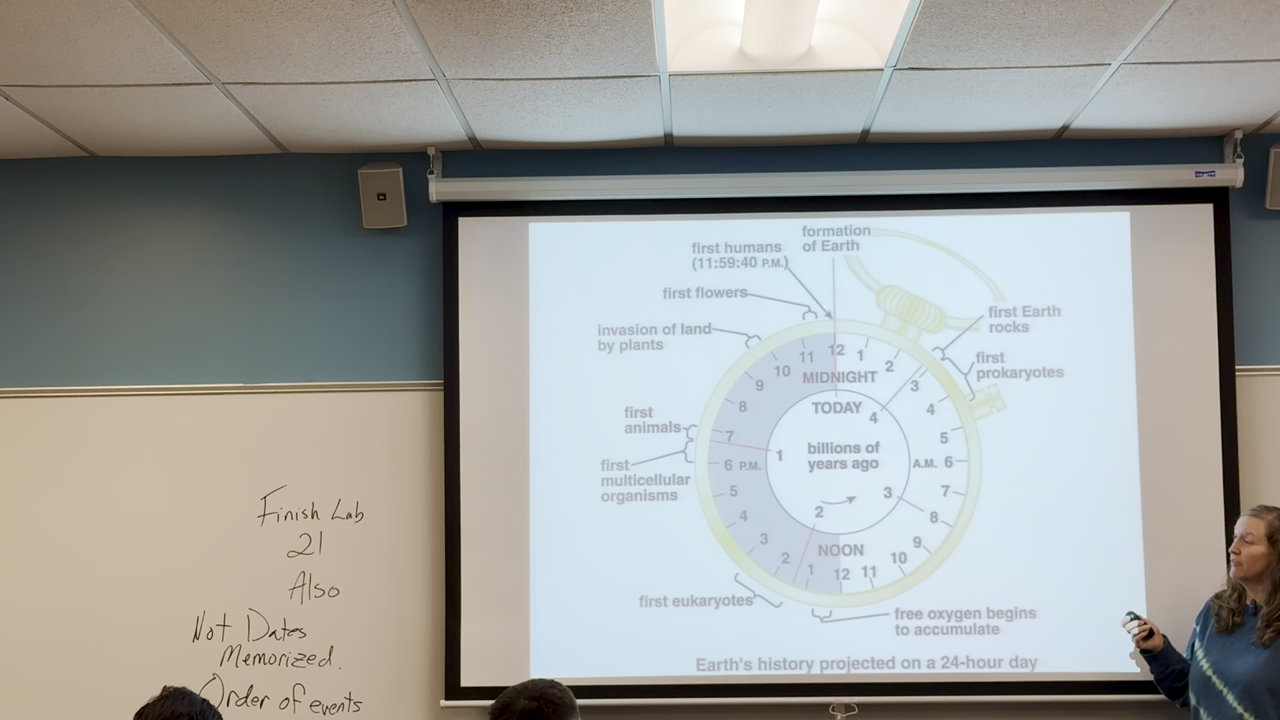 Finish Lab
21
Also
Not Dates
Memorized.
Order of events
formation
of Earth
first humans
(11:59:40 P.M.)
first flowers
invasion of land
by plants
first
animals
first
multicellular
organisms
first eukaryotes
free oxygen begins
to accumulate
first Earth
rocks
first
prokaryotes
12
1
2
3
4
5
A.M. 6
7
8
9
10
11
12
1
2
3
4
5
6 P.M.
7
8
9
10
11
MIDNIGHT
TODAY
4
billions of
years ago
1
3
2
NOON
Earth's history projected on a 24-hour day